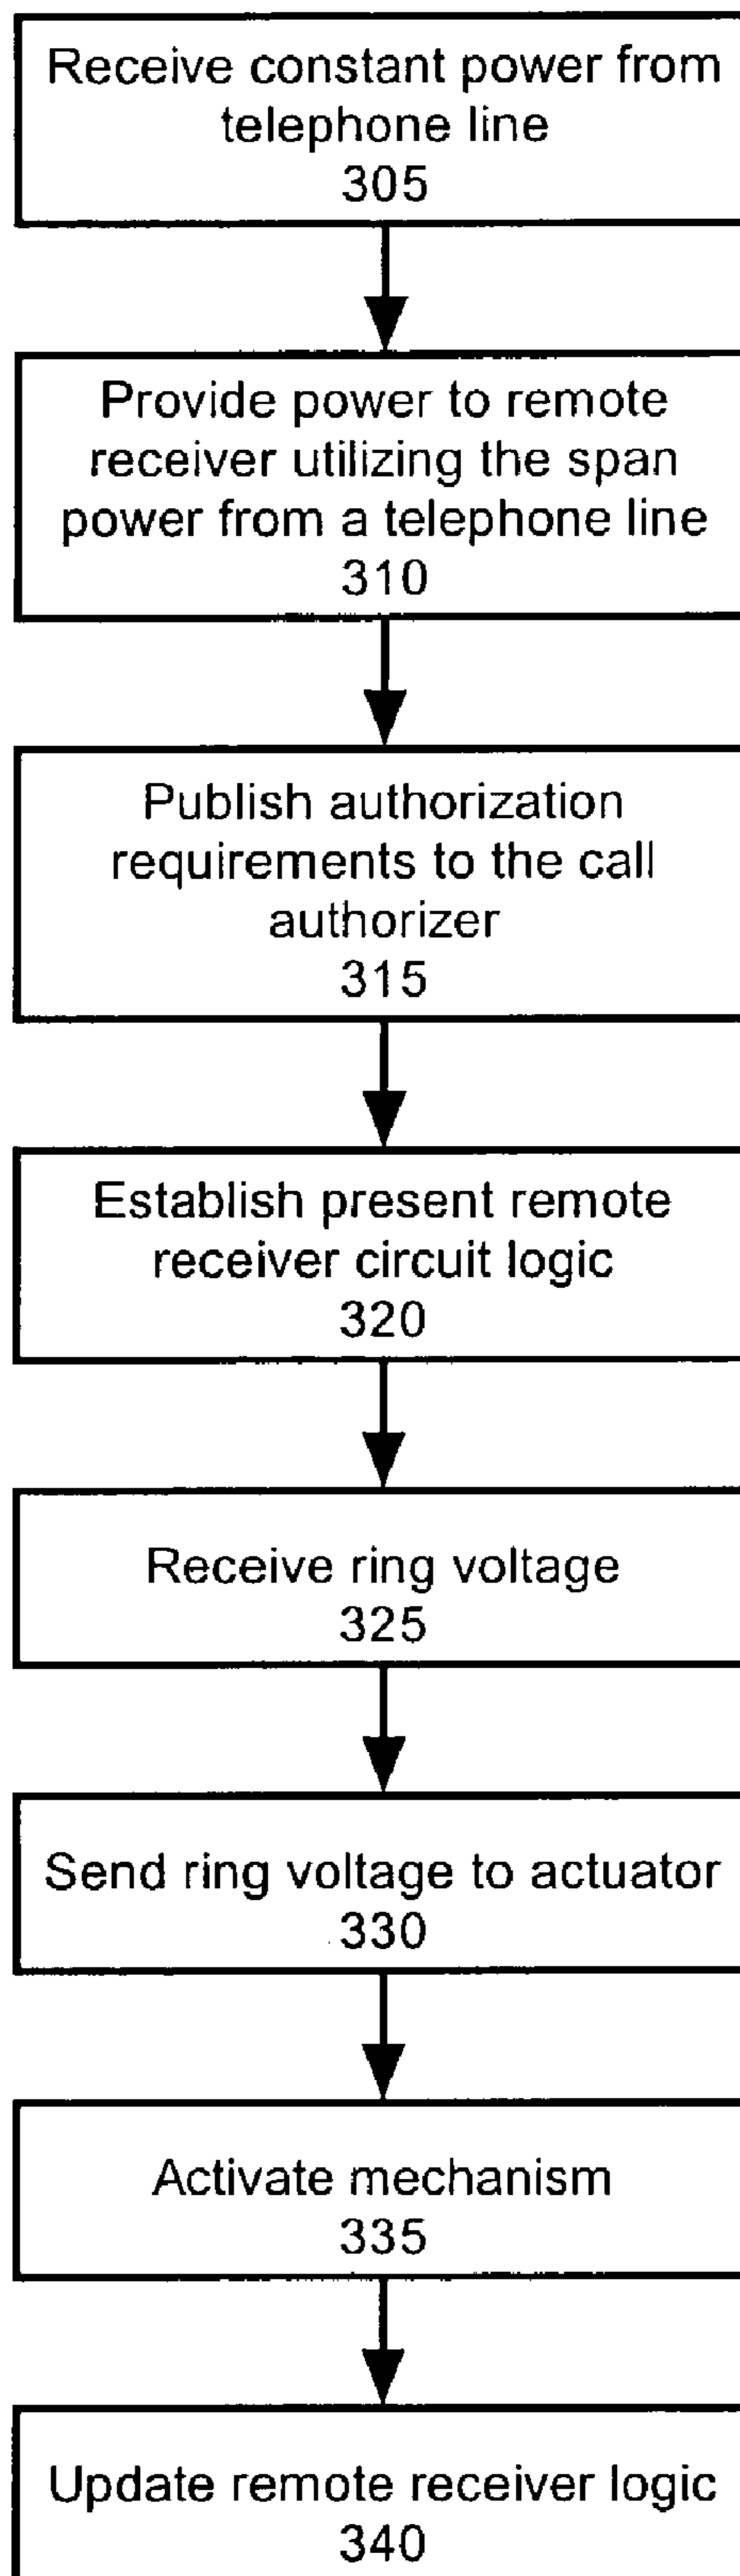 Receive constant power from
telephone line
305
Provide power to remote
receiver utilizing the span
power from a telephone line
310
Publish authorization
requirements to the call
authorizer
315
Establish present remote
receiver circuit logic
320
Receive ring voltage
325
Send ring voltage to actuator
330
Activate mechanism
335
Update remote receiver logic
340